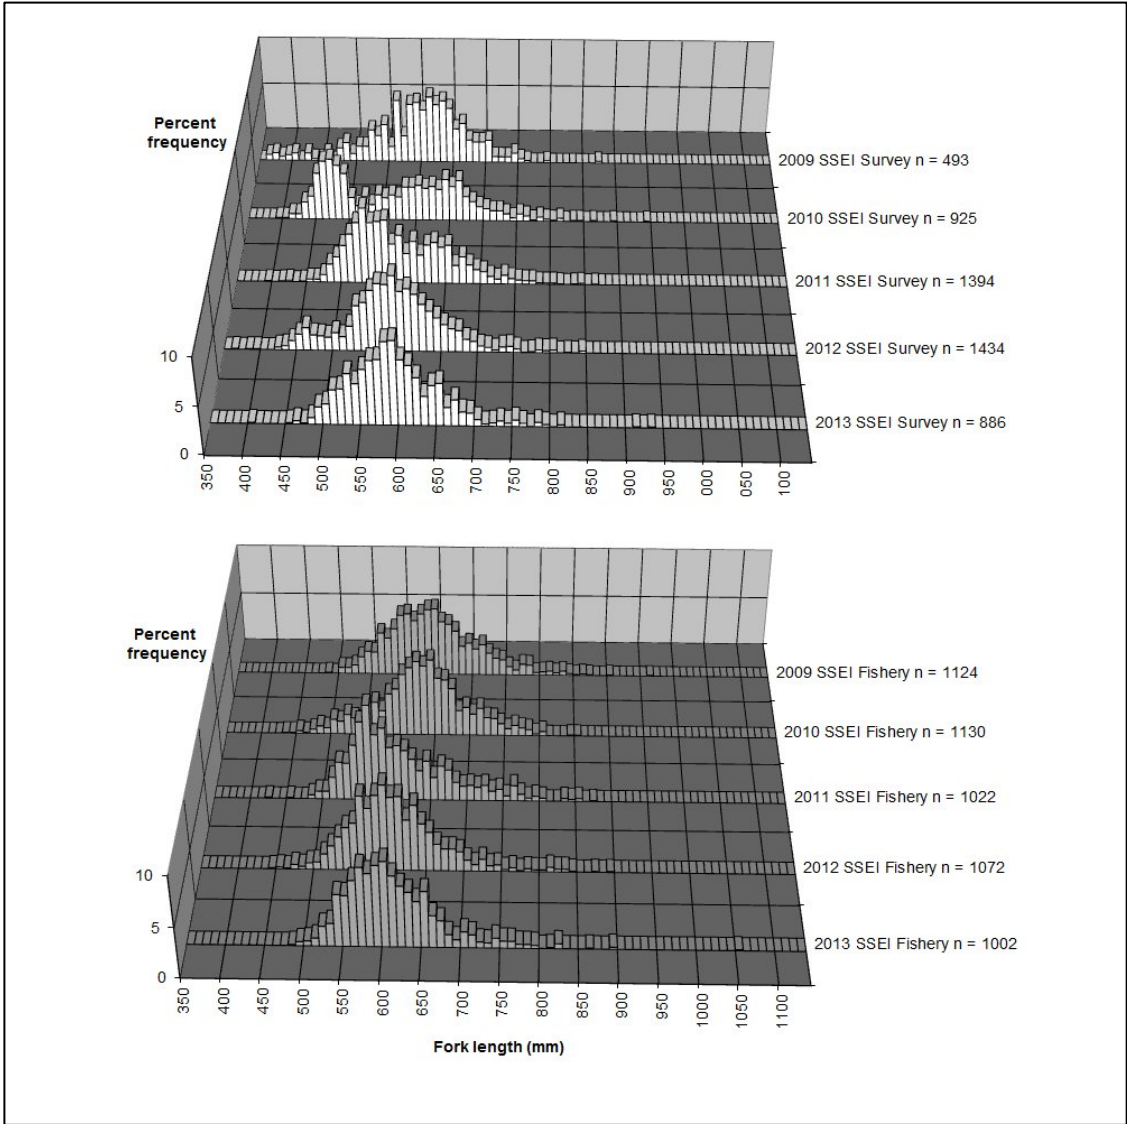 Percent
frequency
2009 SSEI Survey n = 493
2010 SSEI Survey n = 925
2011 SSEI Survey n = 1394
2012 SSEI Survey n = 1434
2013 SSEI Survey n = 886
10
5
0
350 400 450 500 550 600 650 700 750 800 850 900 950 000 050 100
Percent
frequency
2009 SSEI Fishery n = 1124
2010 SSEI Fishery n = 1130
2011 SSEI Fishery n = 1022
2012 SSEI Fishery n = 1072
2013 SSEI Fishery n = 1002
10
5
0
350 400 450 500 550 600 650 700 750 800 850 900 950 1000 1050 1100
Fork length (mm)